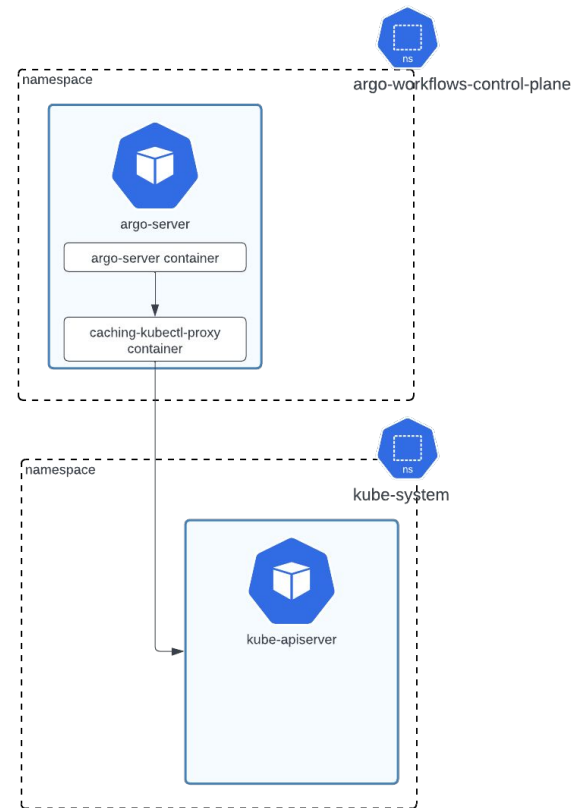 ns
namespace
argo-workflows-control-plane
argo-server
argo-server container
caching-kubectl-proxy
container
ns
namespace
kube-system
kube-apiserver